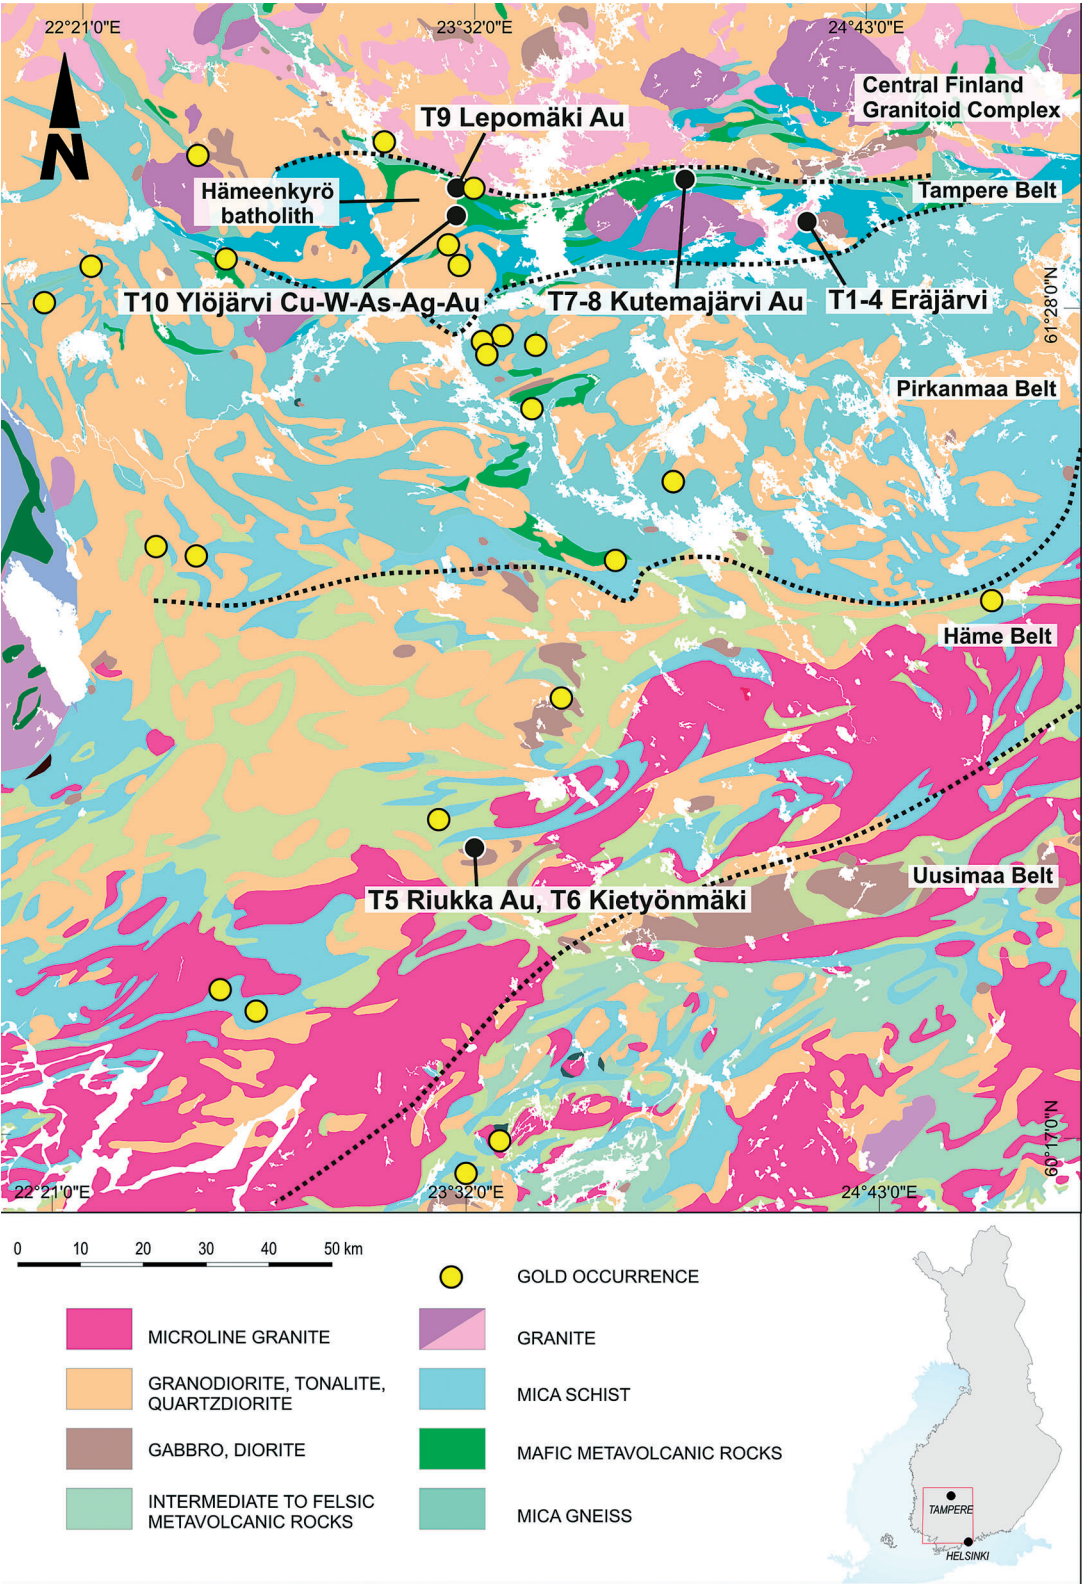 22°21'0"E
23°32'0"E
24°43'0"E
Central Finland
Granitoid Complex
T9 Lepomäki Au
N
Hämeenkyrö
batholith
Tampere Belt
T10 Ylöjärvi Cu-W-As-Ag-Au
T7-8 Kutemajärvi Au
T1-4 Eräjärvi
61°28'0"N
Pirkanmaa Belt
Häme Belt
Uusimaa Belt
T5 Riukka Au, T6 Kietyönmäki
60°17'0"N
22°21'0"E
23°32'0"E
24°43'0"E
0 10 20 30 40 50 km
GOLD OCCURRENCE
MICROLINE GRANITE
GRANITE
GRANODIORITE, TONALITE,
QUARTZDIORITE
MICA SCHIST
GABBRO, DIORITE
MAFIC METAVOLCANIC ROCKS
INTERMEDIATE TO FELSIC
METAVOLCANIC ROCKS
MICA GNEISS
TAMPERE
HELSINKI